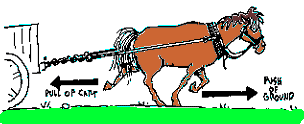 PULL OF CART
PUSH
OF
GROUND